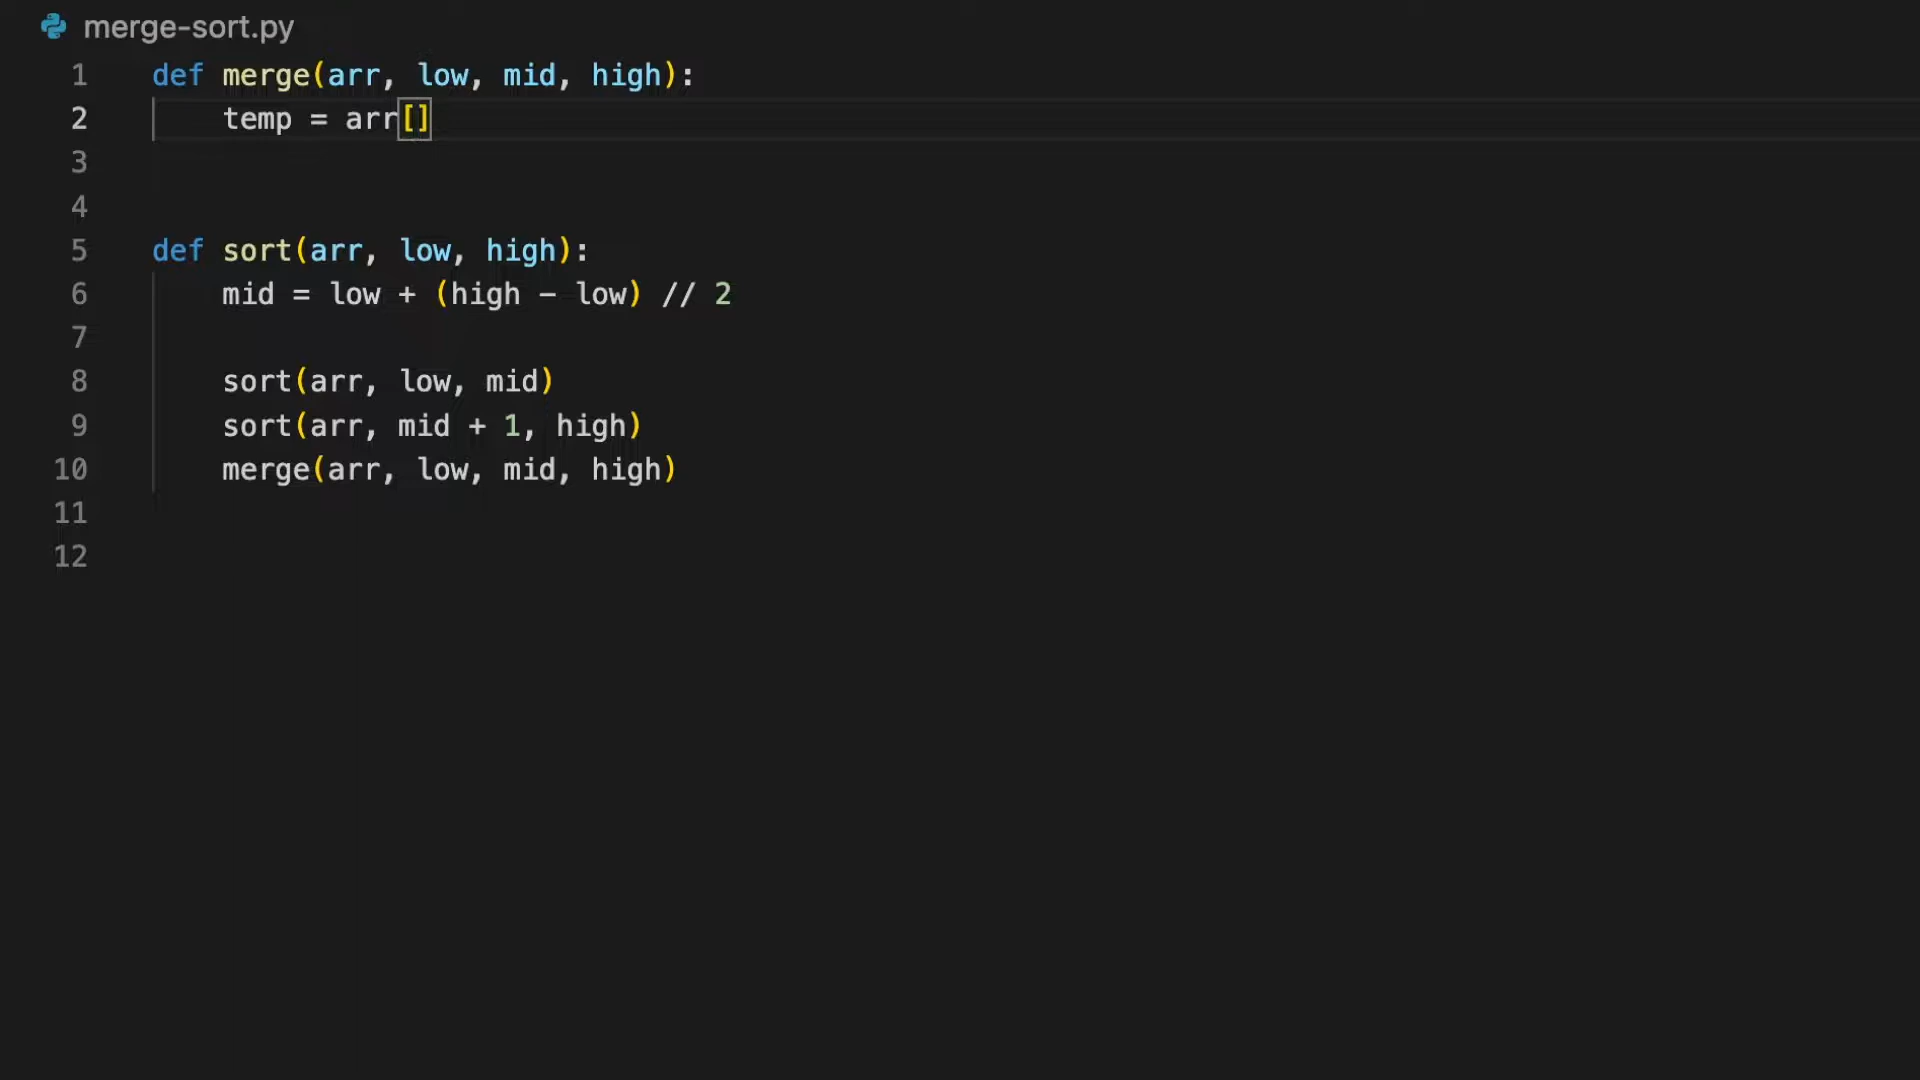 merge-sort.py
1 def merge(arr, low, mid, high):
2 temp = arr[]
3
4
5 def sort(arr, low, high):
6 mid = low + (high - low) // 2
7
8 sort(arr, low, mid)
9 sort(arr, mid + 1, high)
10 merge(arr, low, mid, high)
11
12